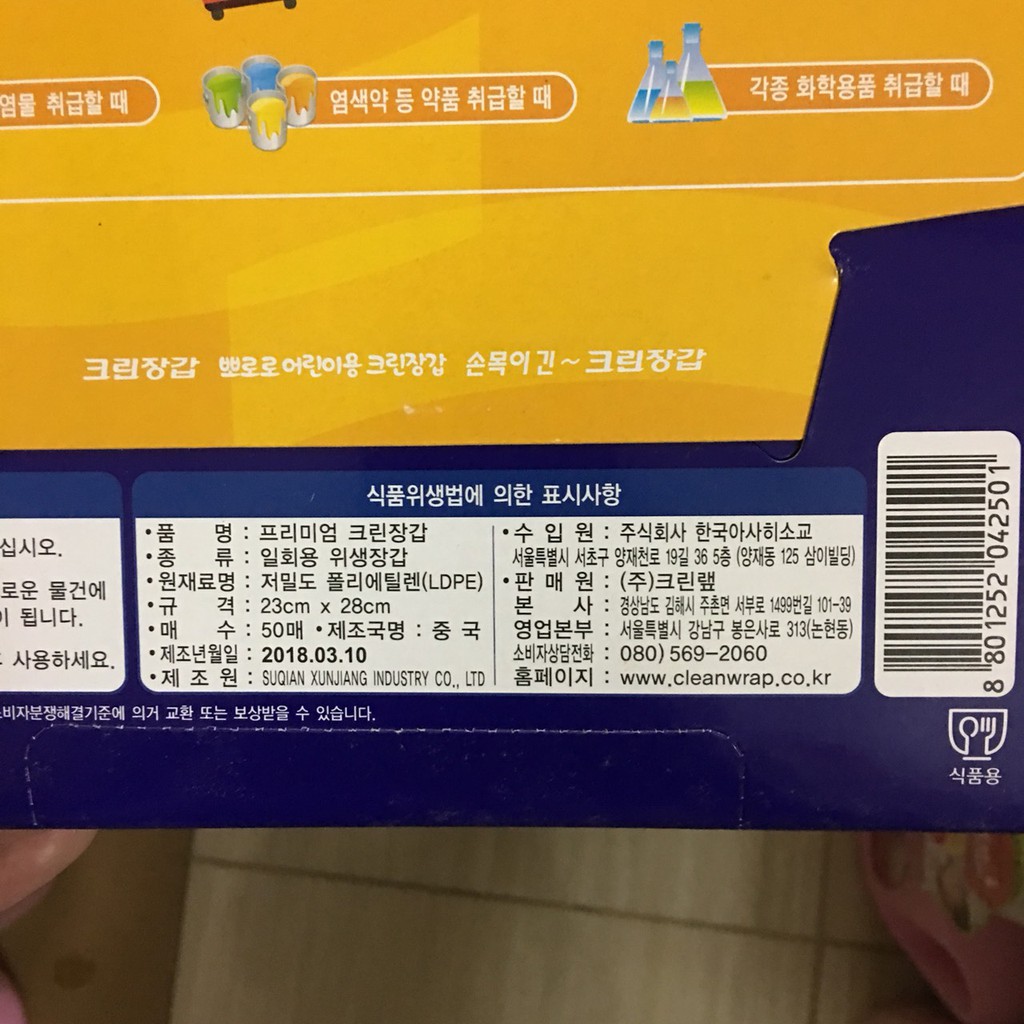 염물 취급할 때
염색약 등 약품 취급할 때
각종 화학용품 취급할 때
크린장갑 뽀로로 어린이용 크린장갑 손목이 긴~크린장갑
십시오.
로운 물건에
됩니다.
사용하세요.
식품위생법에 의한 표시사항
•품 명 : 프리미엄 크린장갑
•종 류 : 일회용 위생장갑
•원재료명 : 저밀도 폴리에틸렌(LDPE)
•규 격 : 23cm x 28cm
•매 수 : 50매 •제조국명 : 중 국
•제조년월일 : 2018.03.10
•제 조 원 : SUQIAN XUNJIANG INDUSTRY CO., LTD
•수 입 원 : 주식회사 한국아사히소교
서울특별시 서초구 양재천로 19길 36 5층 (양재동 125 삼이빌딩)
•판 매 원 : (주)크린랲
본 사 : 경상남도 김해시 주촌면 서부로 1499번길 101-39
영업본부 : 서울특별시 강남구 봉은사로 313(논현동)
소비자상담전화 : 080) 569-2060
홈페이지 : www.cleanwrap.co.kr
비자분쟁해결기준에 의거 교환 또는 보상받을 수 있습니다.
8 801252 042501
식품용